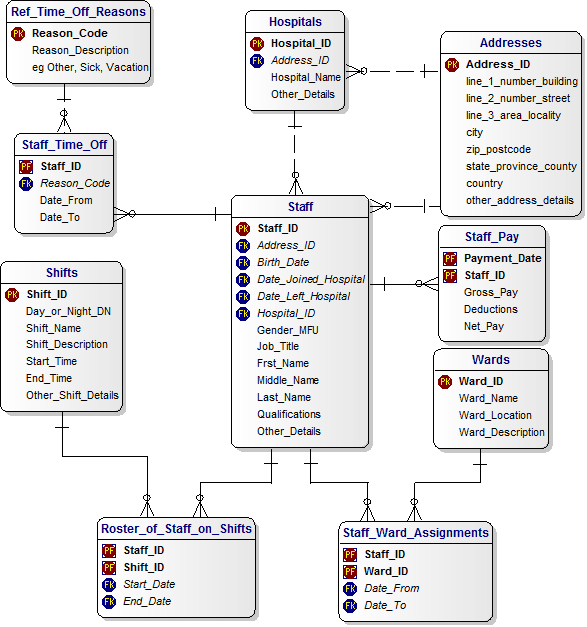 Ref_Time_Off_Reasons
PK Reason_Code
Reason_Description
eg Other, Sick, Vacation
Hospitals
PK Hospital_ID
FK Address_ID
Hospital_Name
Other_Details
Addresses
PK Address_ID
line_1_number_building
line_2_number_street
line_3_area_locality
city
zip_postcode
state_province_county
country
other_address_details
Staff_Time_Off
PF Staff_ID
FK Reason_Code
Date_From
Date_To
Staff
PK Staff_ID
FK Address_ID
FK Birth_Date
FK Date_Joined_Hospital
FK Date_Left_Hospital
FK Hospital_ID
Gender_MFU
Job_Title
Frst_Name
Middle_Name
Last_Name
Qualifications
Other_Details
Staff_Pay
PF Payment_Date
PF Staff_ID
Gross_Pay
Deductions
Net_Pay
Shifts
PK Shift_ID
Day_or_Night_DN
Shift_Name
Shift_Description
Start_Time
End_Time
Other_Shift_Details
Wards
PK Ward_ID
Ward_Name
Ward_Location
Ward_Description
Roster_of_Staff_on_Shifts
PF Staff_ID
PF Shift_ID
FK Start_Date
FK End_Date
Staff_Ward_Assignments
PF Staff_ID
PF Ward_ID
FK Date_From
FK Date_To